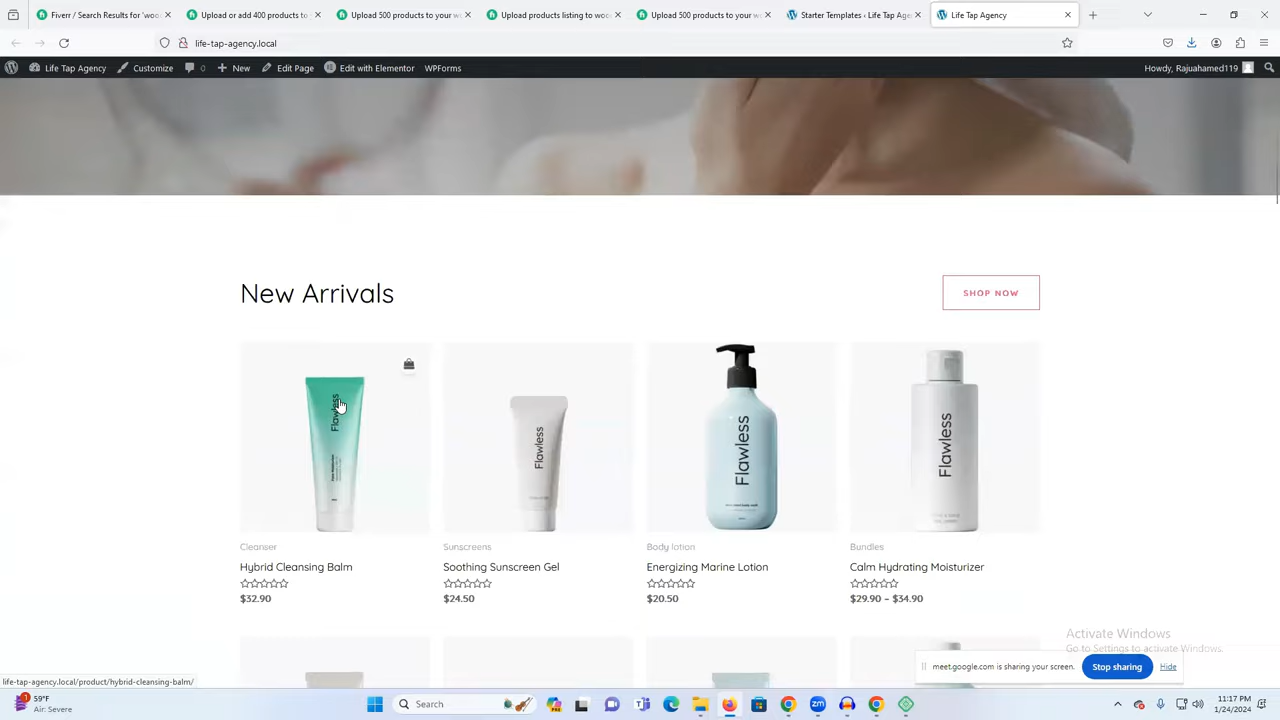 Fiverr / Search Results for 'woo
Upload or add 400 products to
Upload 500 products to your w
Upload products listing to woo
Upload 500 products to your w
Starter Templates ‹ Life Tap Age
Life Tap Agency
life-tap-agency.local
Life Tap Agency
Customize
0
New
Edit Page
Edit with Elementor
WPForms
Howdy, Rajuahamed119
New Arrivals
SHOP NOW
Flawless
Flawless
Flawless
Flawless
Cleanser
Sunscreens
Body lotion
Bundles
Hybrid Cleansing Balm
Soothing Sunscreen Gel
Energizing Marine Lotion
Calm Hydrating Moisturizer
$32.90
$24.50
$20.50
$29.90 – $34.90
Activate Windows
Go to Settings to activate Windows.
meet.google.com is sharing your screen.
Stop sharing
Hide
life-tap-agency.local/product/hybrid-cleansing-balm/
59°F
Air: Severe
Search
11:17 PM
1/24/2024